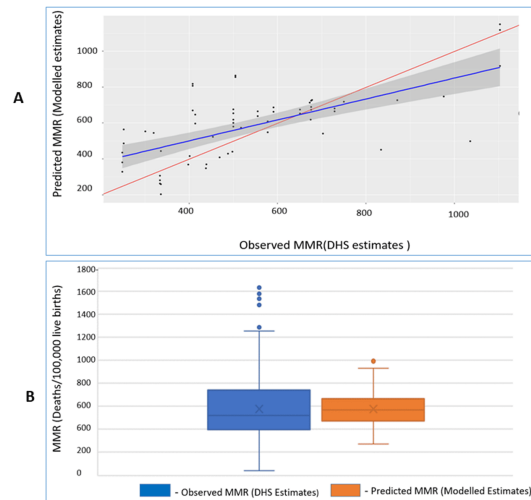 A
Predicted MMR (Modelled estimates)
1000
800
600
400
200
400
600
800
1000
Observed MMR(DHS estimates )
B
MMR (Deaths/100,000 live births)
1800
1600
1400
1200
1000
800
600
600
200
0
- Observed MMR (DHS Estimates)
- Predicted MMR (Modelled Estimates)